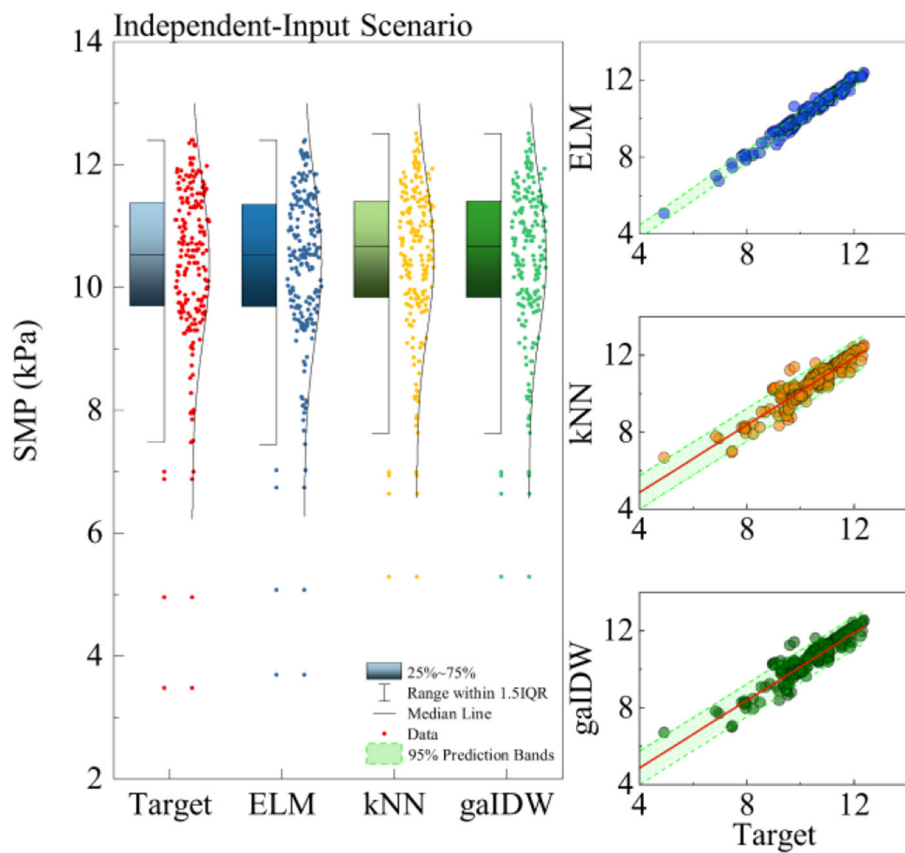 Independent-Input Scenario
14
12
10
8
6
4
2
SMP (kPa)
Target
ELM
kNN
gaIDW
25%~75%
Range within 1.5IQR
Median Line
Data
95% Prediction Bands
ELM
12
8
4
4
8
12
kNN
12
8
4
4
8
12
gaIDW
12
8
4
4
8
12
Target